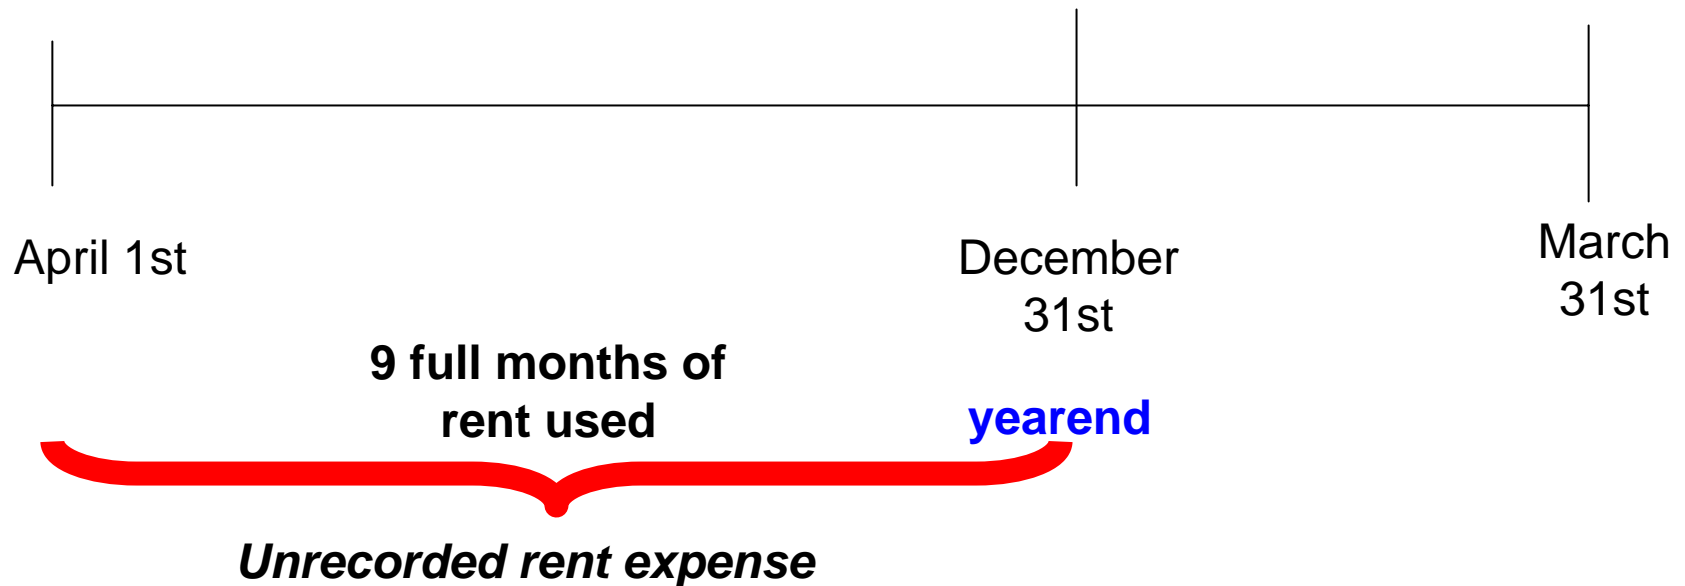 April 1st
December
31st
March
31st
9 full months of
rent used
yearend
Unrecorded rent expense